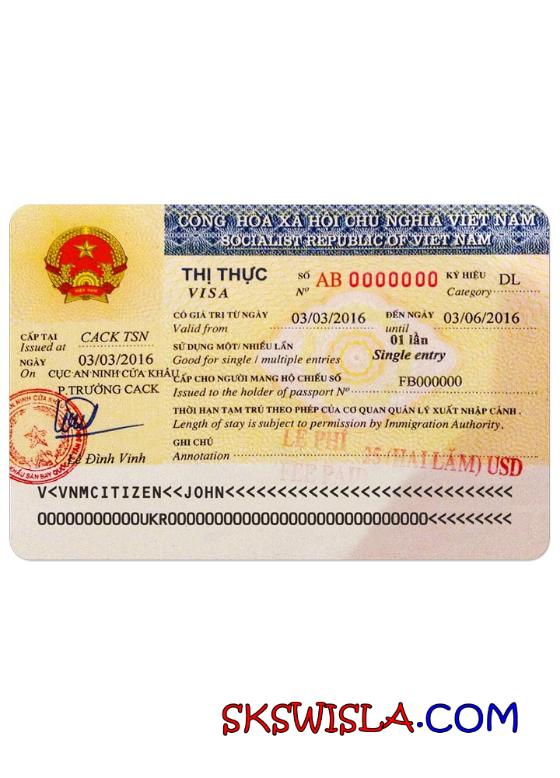 CỘNG HÒA XÃ HỘI CHỦ NGHĨA VIỆT NAM
SOCIALIST REPUBLIC OF VIET NAM
THỊ THỰC SỐ AB 0000000 KÝ HIỆU DL
VISA Nº Category
CÓ GIÁ TRỊ TỪ NGÀY 03/03/2016 ĐẾN NGÀY 03/06/2016
Valid from until
CẤP TẠI CACK TSN
Issued at
NGÀY 03/03/2016
On CỤC AN NINH CỬA KHẨU
P.TRƯỞNG CACK
Lê Đình Vinh
SỬ DỤNG MỘT/ NHIỀU LẦN 01 lần
Good for single / multiple entries Single entry
CẤP CHO NGƯỜI MANG HỘ CHIẾU SỐ FB000000
Issued to the holder of passport Nº
THỜI HẠN TẠM TRÚ THEO PHÉP CỦA CƠ QUAN QUẢN LÝ XUẤT NHẬP CẢNH .
Length of stay is subject to permission by Immigration Authority.
GHI CHÚ LỆ PHÍ
Annotation 25 (HAI LĂM) USD
FEE PAID
V<VNMCITIZEN<<JOHN<<<<<<<<<<<<<<<<<<<<<<<<<<
00000000000UKR0000000000000000000000000<<<<<<<<
SKSWISLA.COM